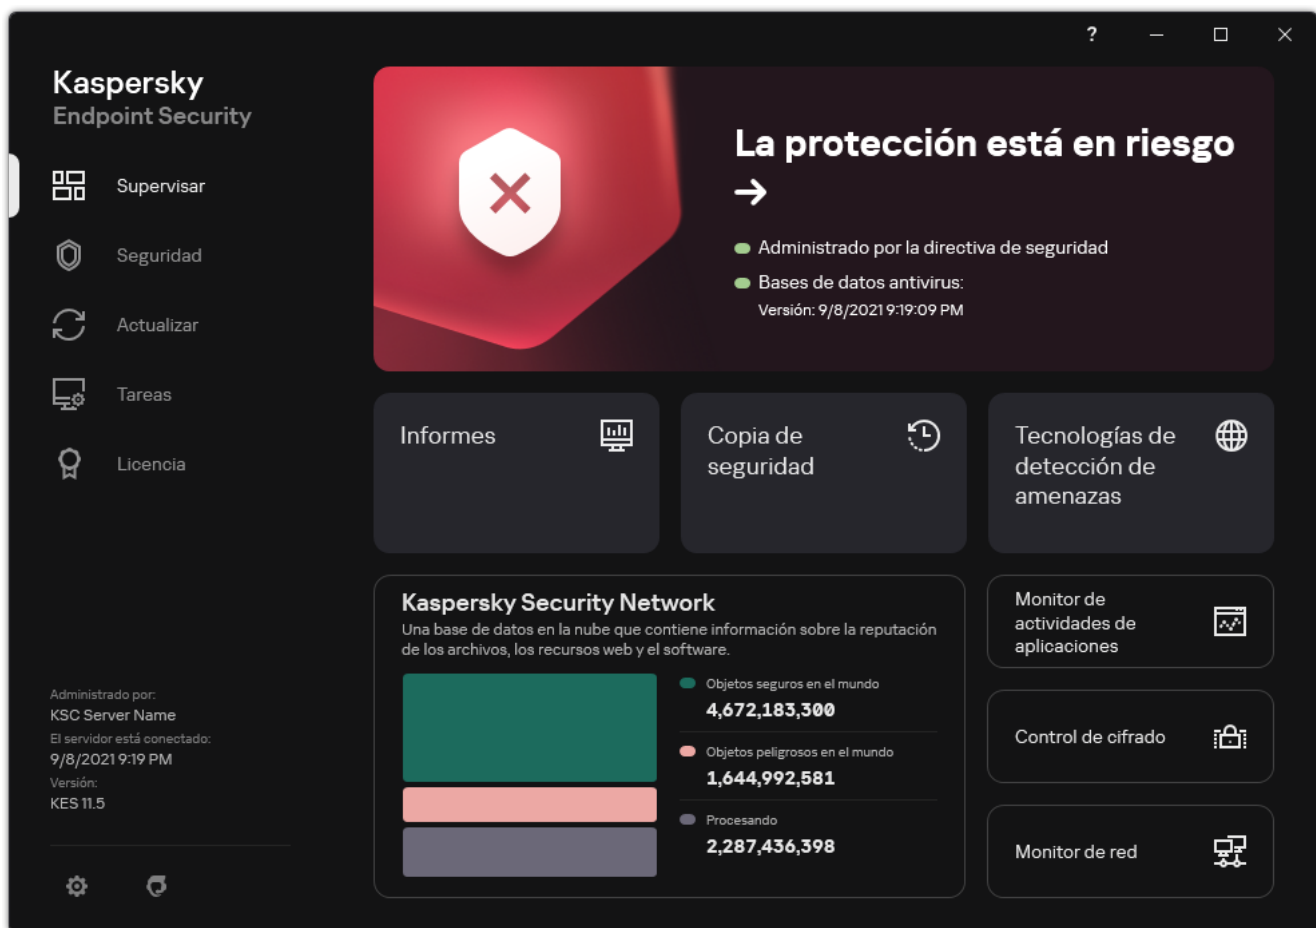 ?
Kaspersky
Endpoint Security
Supervisar
Seguridad
Actualizar
Tareas
Licencia
Administrado por:
KSC Server Name
El servidor está conectado:
9/8/2021 9:19 PM
Versión:
KES 11.5
La protección está en riesgo
→
Administrado por la directiva de seguridad
Bases de datos antivirus:
Versión: 9/8/2021 9:19:09 PM
Informes
Copia de
seguridad
Tecnologías de
detección de
amenazas
Kaspersky Security Network
Una base de datos en la nube que contiene información sobre la reputación
de los archivos, los recursos web y el software.
Objetos seguros en el mundo
4,672,183,300
Objetos peligrosos en el mundo
1,644,992,581
Procesando
2,287,436,398
Monitor de
actividades de
aplicaciones
Control de cifrado
Monitor de red